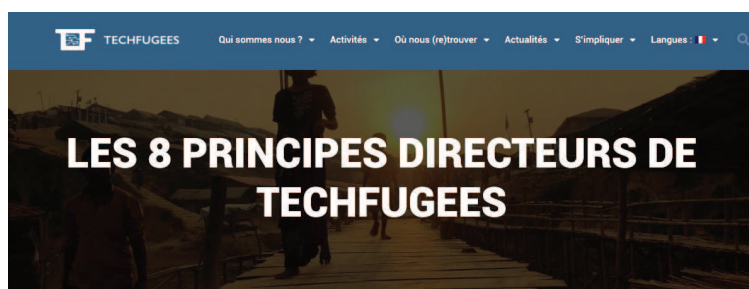 TECHFUGEES Qui sommes nous ? Activités Où nous (re)trouver Actualités S'impliquer Langues :
LES 8 PRINCIPES DIRECTEURS DE
TECHFUGEES